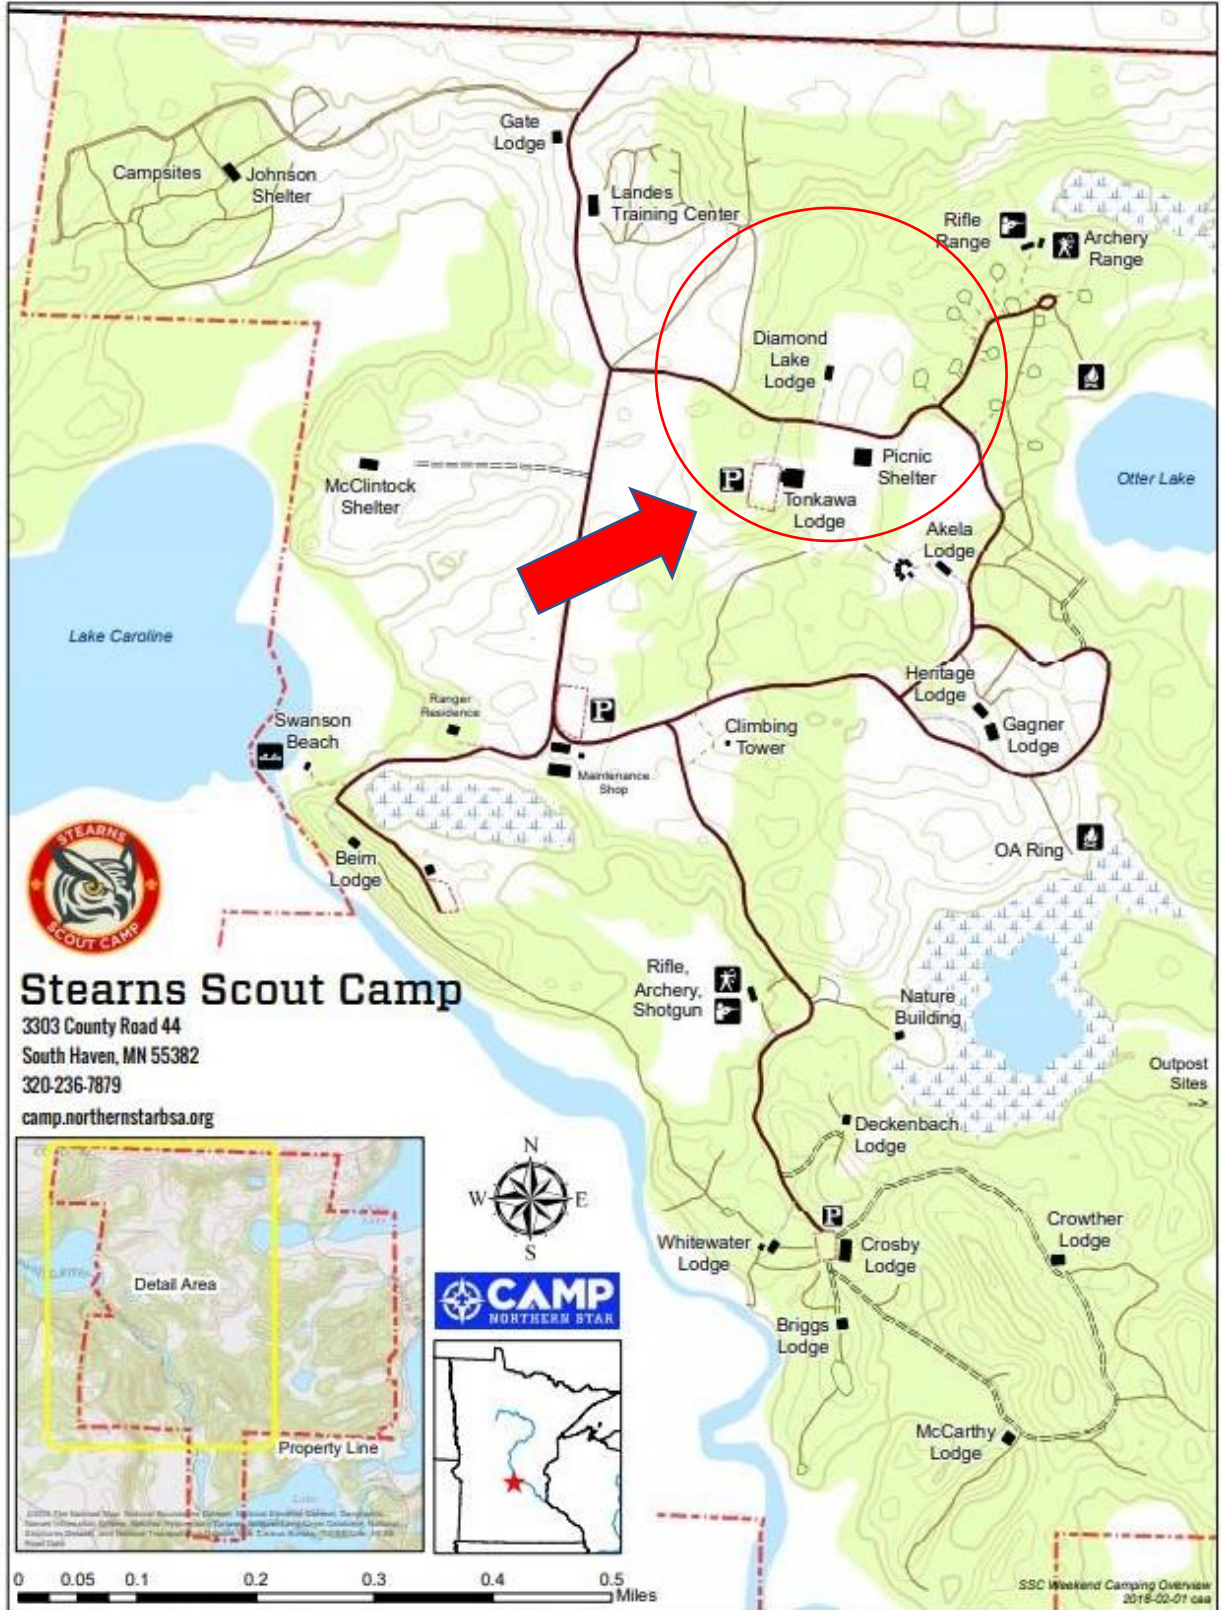 Gate
Lodge
Campsites
Johnson
Shelter
Landes
Training Center
Rifle
Range
Archery
Range
Diamond
Lake
Lodge
McClintock
Shelter
P
Tonkawa
Lodge
Picnic
Shelter
Otter Lake
Akela
Lodge
Lake Caroline
Heritage
Lodge
Gagner
Lodge
Ranger
Residence
P
Swanson
Beach
Climbing
Tower
Maintenance
Shop
Beim
Lodge
OA Ring
STEARNS
SCOUT CAMP
Stearns Scout Camp
3303 County Road 44
South Haven, MN 55382
320-236-7879
camp.northernstarbsa.org
Rifle,
Archery,
Shotgun
Nature
Building
Outpost
Sites
-->
Deckenbach
Lodge
N
W E
S
P
Whitewater
Lodge
Crosby
Lodge
Crowther
Lodge
Briggs
Lodge
McCarthy
Lodge
CAMP
NORTHERN STAR
Detail Area
Property Line
0 0.05 0.1 0.2 0.3 0.4 0.5
Miles
SSC Weekend Camping Overview
2018-02-01 caa